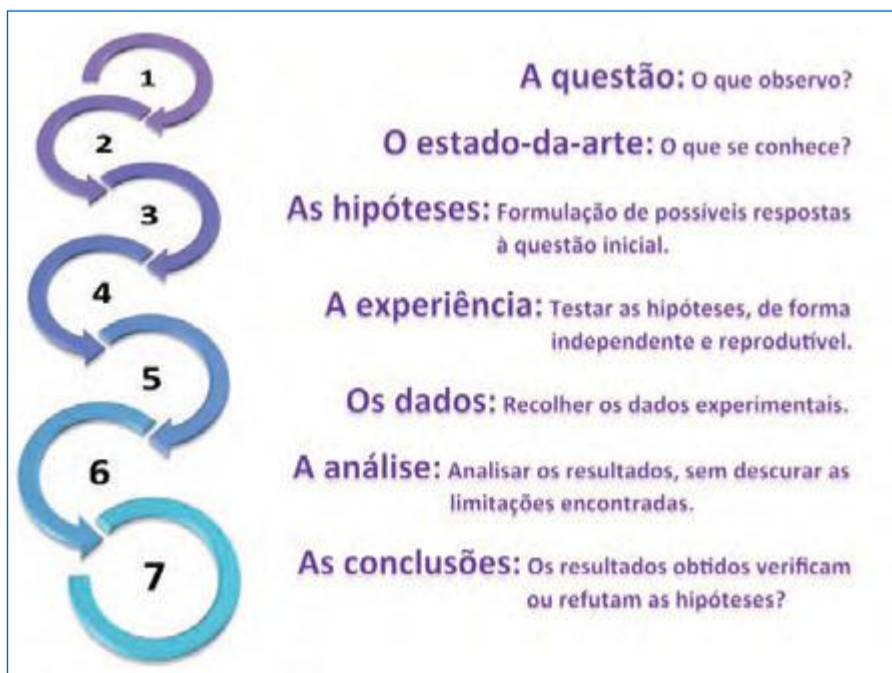 1
A questão: O que observo?
2
O estado-da-arte: O que se conhece?
3
As hipóteses: Formulação de possíveis respostas
à questão inicial.
4
A experiência: Testar as hipóteses, de forma
independente e reprodutível.
5
Os dados: Recolher os dados experimentais.
6
A análise: Analisar os resultados, sem descurar as
limitações encontradas.
7
As conclusões: Os resultados obtidos verificam
ou refutam as hipóteses?